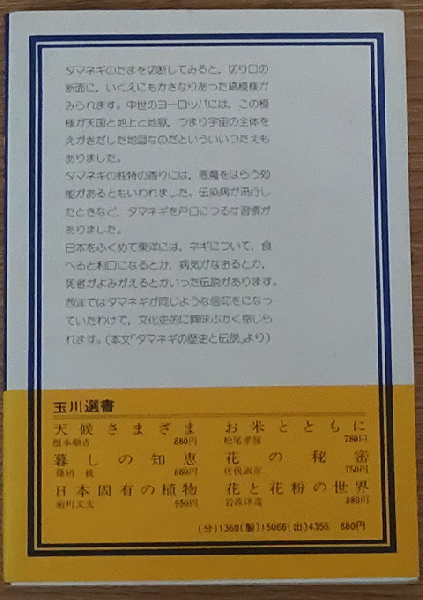 タマネギのたまを切断してみると，切り口の
断面に，いくえにもかさなりあった縞模様が
みられます。中世のヨーロッパには，この模
様が天国と地上と地獄，つまり宇宙の全体を
えがきだした地図なのだといういいつたえも
ありました。
タマネギの独特の香りには，悪魔をはらう効
能があるともいわれました。伝染病が流行し
たときなど，タマネギを戸口につるす習慣が
ありました。
日本をふくめて東洋には，ネギについて，食
べると利口になるとか，病気がなおるとか，
死者がよみがえるとかいった伝説があります。
西洋ではタマネギが同じような信仰をになっ
ていたわけで，文化史的に興味ぶかく感じら
れます。（本文「タマネギの歴史と伝説」より）
玉川選書
天候さまざま お米とともに
880円 松尾孝嶺 780円
暮しの知恵 花の秘密
660円 750円
日本固有の植物 花と花粉の世界
前川文夫 950円 岩波洋造 880円
(分)1360(製)15066(出)4355 880円